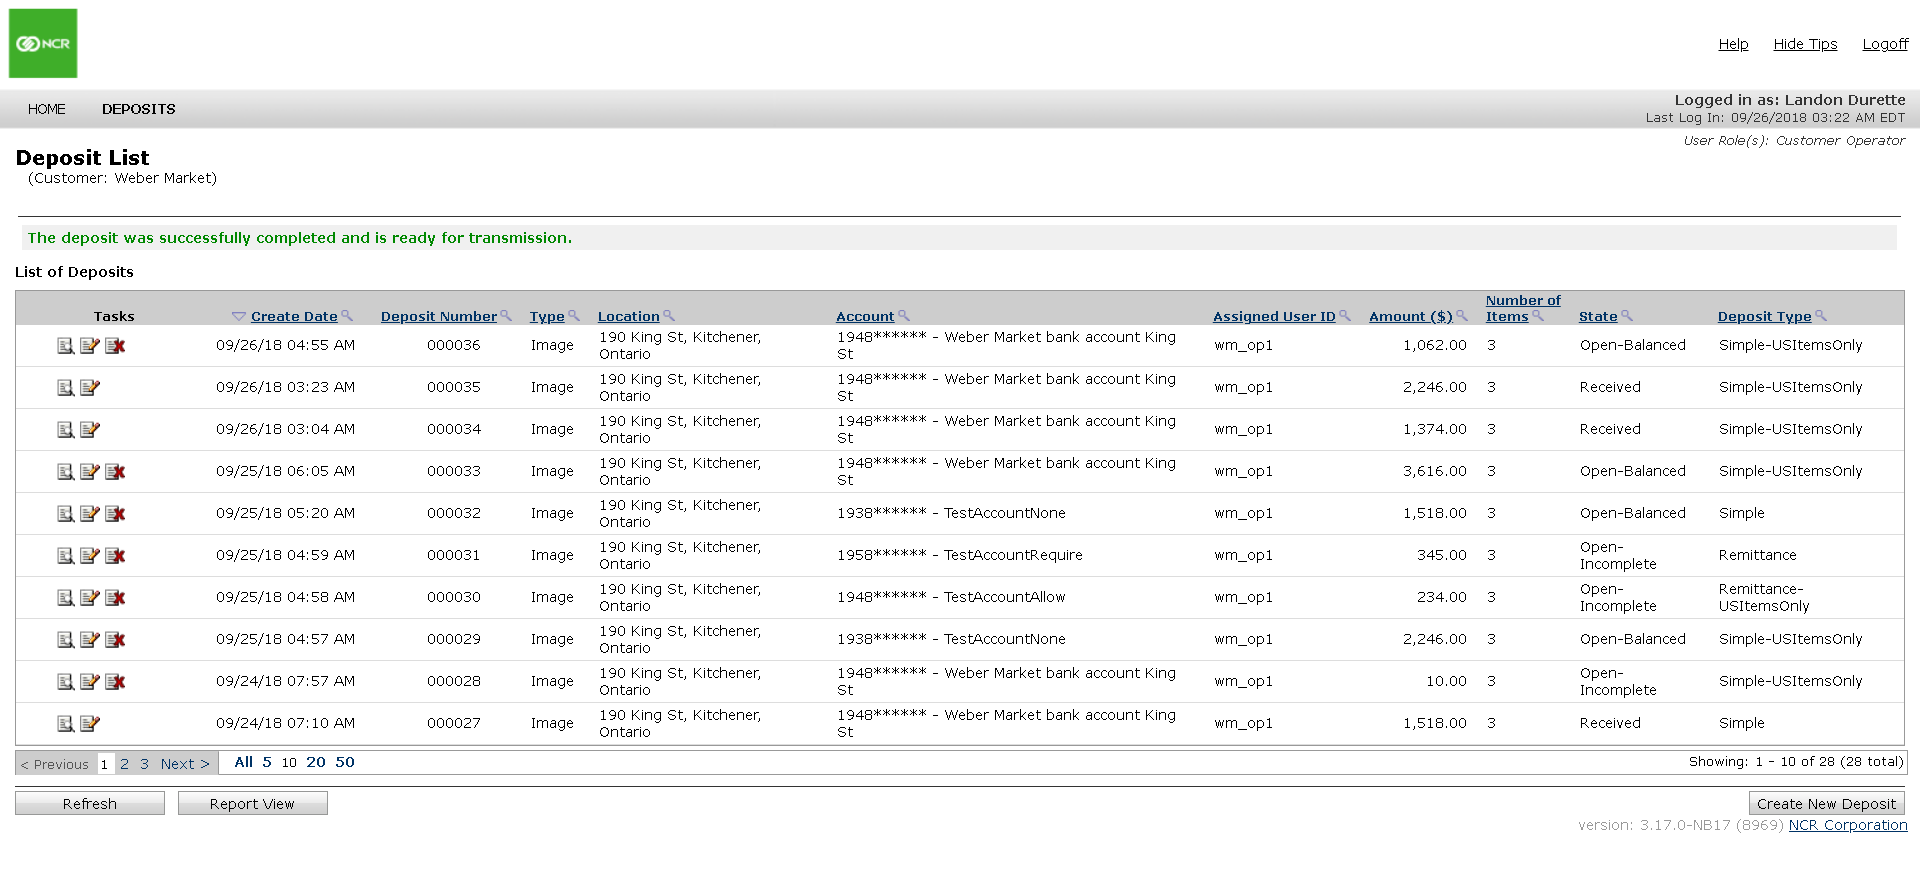 NCR
Help Hide Tips Logoff
HOME DEPOSITS
Logged in as: Landon Durette
Last Log In: 09/26/2018 03:22 AM EDT
User Role(s): Customer Operator
Deposit List
(Customer: Weber Market)
The deposit was successfully completed and is ready for transmission.
List of Deposits
Tasks Create Date Deposit Number Type Location Account Assigned User ID Amount ($) Number of Items State Deposit Type
09/26/18 04:55 AM 000036 Image 190 King St, Kitchener, Ontario 1948****** - Weber Market bank account King St wm_op1 1,062.00 3 Open-Balanced Simple-USItemsOnly
09/26/18 03:23 AM 000035 Image 190 King St, Kitchener, Ontario 1948****** - Weber Market bank account King St wm_op1 2,246.00 3 Received Simple-USItemsOnly
09/26/18 03:04 AM 000034 Image 190 King St, Kitchener, Ontario 1948****** - Weber Market bank account King St wm_op1 1,374.00 3 Received Simple-USItemsOnly
09/25/18 06:05 AM 000033 Image 190 King St, Kitchener, Ontario 1948****** - Weber Market bank account King St wm_op1 3,616.00 3 Open-Balanced Simple-USItemsOnly
09/25/18 05:20 AM 000032 Image 190 King St, Kitchener, Ontario 1938****** - TestAccountNone wm_op1 1,518.00 3 Open-Balanced Simple
09/25/18 04:59 AM 000031 Image 190 King St, Kitchener, Ontario 1958****** - TestAccountRequire wm_op1 345.00 3 Open-Incomplete Remittance
09/25/18 04:58 AM 000030 Image 190 King St, Kitchener, Ontario 1948****** - TestAccountAllow wm_op1 234.00 3 Open-Incomplete Remittance-USItemsOnly
09/25/18 04:57 AM 000029 Image 190 King St, Kitchener, Ontario 1938****** - TestAccountNone wm_op1 2,246.00 3 Open-Balanced Simple-USItemsOnly
09/24/18 07:57 AM 000028 Image 190 King St, Kitchener, Ontario 1948****** - Weber Market bank account King St wm_op1 10.00 3 Open-Incomplete Simple-USItemsOnly
09/24/18 07:10 AM 000027 Image 190 King St, Kitchener, Ontario 1948****** - Weber Market bank account King St wm_op1 1,518.00 3 Received Simple
< Previous 1 2 3 Next > All 5 10 20 50 Showing: 1 - 10 of 28 (28 total)
Refresh Report View Create New Deposit
version: 3.17.0-NB17 (8969) NCR Corporation